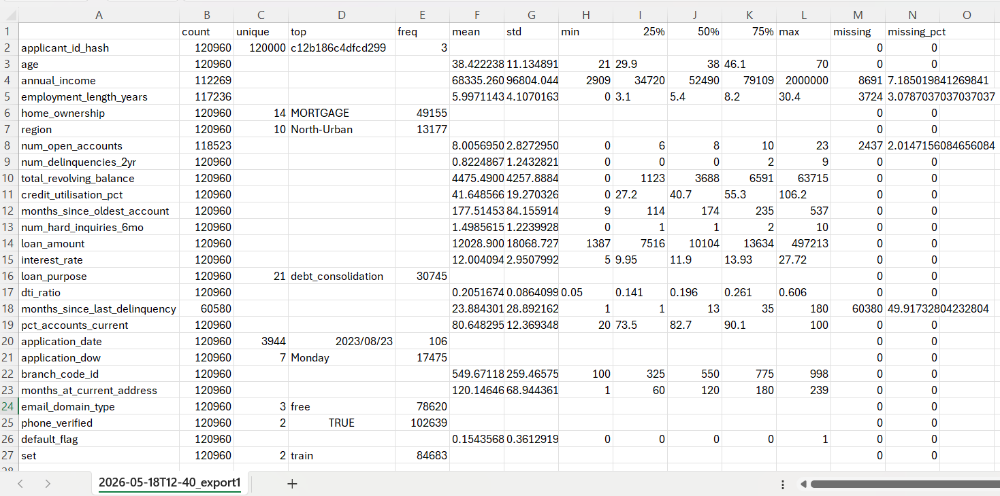 A B C D E F G H I J K L M N O
1 count unique top freq mean std min 25% 50% 75% max missing missing_pct
2 applicant_id_hash 120960 120000 c12b186c4dfcd299 3 0 0
3 age 120960 38.422238 11.134891 21 29.9 38 46.1 70 0 0
4 annual_income 112269 68335.260 96804.044 2909 34720 52490 79109 2000000 8691 7.185019841269841
5 employment_length_years 117236 5.9971143 4.1070163 0 3.1 5.4 8.2 30.4 3724 3.0787037037037037
6 home_ownership 120960 14 MORTGAGE 49155 0 0
7 region 120960 10 North-Urban 13177 0 0
8 num_open_accounts 118523 8.0056950 2.8272950 0 6 8 10 23 2437 2.0147156084656084
9 num_delinquencies_2yr 120960 0.8224867 1.2432821 0 0 0 2 9 0 0
10 total_revolving_balance 120960 4475.4900 4257.8884 0 1123 3688 6591 63715 0 0
11 credit_utilisation_pct 120960 41.648566 19.270326 0 27.2 40.7 55.3 106.2 0 0
12 months_since_oldest_account 120960 177.51453 84.155914 9 114 174 235 537 0 0
13 num_hard_inquiries_6mo 120960 1.4985615 1.2239928 0 1 1 2 10 0 0
14 loan_amount 120960 12028.900 18068.727 1387 7516 10104 13634 497213 0 0
15 interest_rate 120960 12.004094 2.9507992 5 9.95 11.9 13.93 27.72 0 0
16 loan_purpose 120960 21 debt_consolidation 30745 0 0
17 dti_ratio 120960 0.2051674 0.0864099 0.05 0.141 0.196 0.261 0.606 0 0
18 months_since_last_delinquency 60580 23.884301 28.892162 1 1 13 35 180 60380 49.91732804232804
19 pct_accounts_current 120960 80.648295 12.369348 20 73.5 82.7 90.1 100 0 0
20 application_date 120960 3944 2023/08/23 106 0 0
21 application_dow 120960 7 Monday 17475 0 0
22 branch_code_id 120960 549.67118 259.46575 100 325 550 775 998 0 0
23 months_at_current_address 120960 120.14646 68.944361 1 60 120 180 239 0 0
24 email_domain_type 120960 3 free 78620 0 0
25 phone_verified 120960 2 TRUE 102639 0 0
26 default_flag 120960 0.1543568 0.3612919 0 0 0 0 1 0 0
27 set 120960 2 train 84683 0 0
2026-05-18T12-40_export1